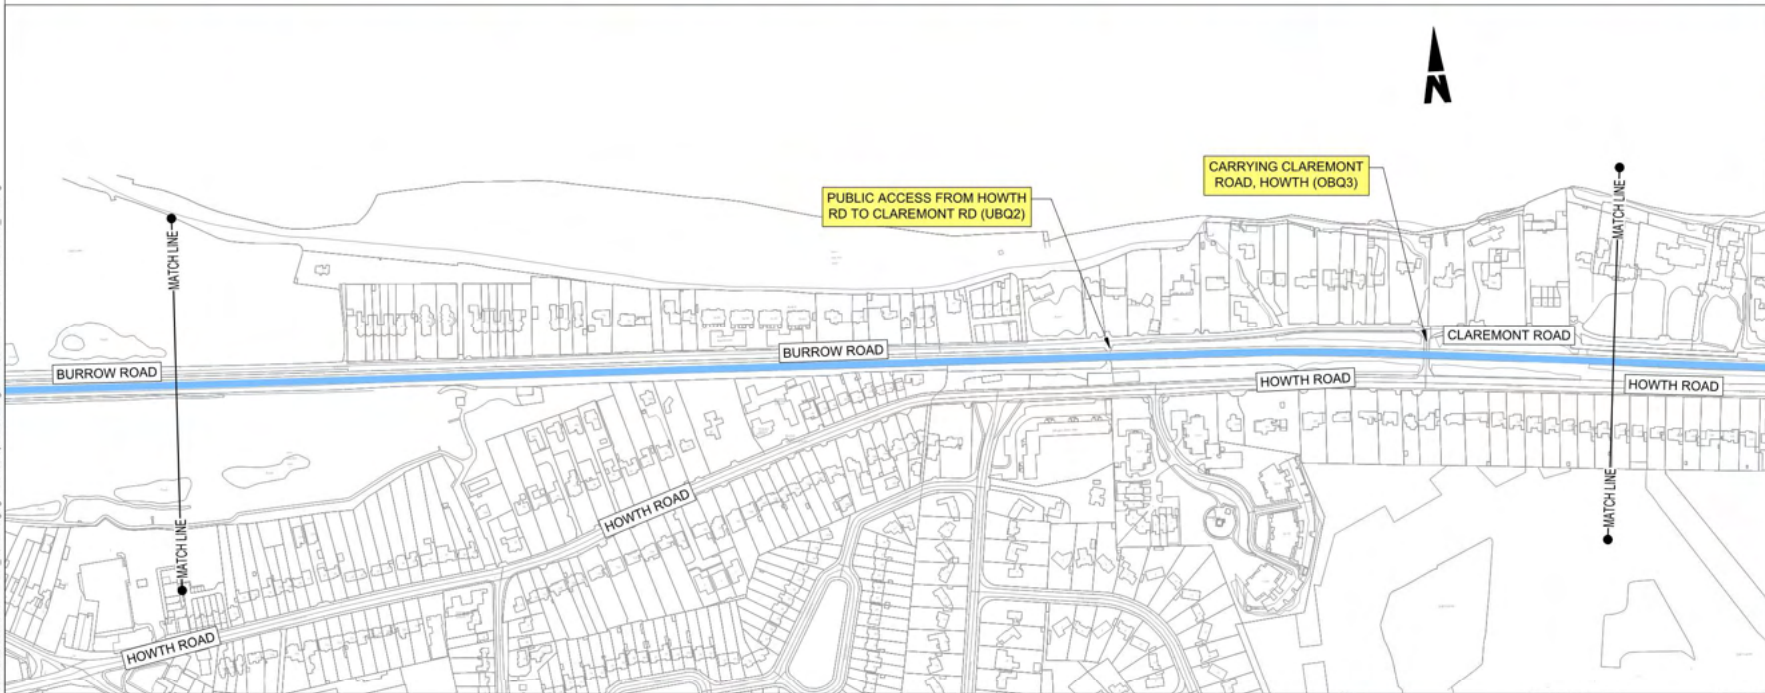 N
CARRYING CLAREMONT
ROAD, HOWTH (OBQ3)
PUBLIC ACCESS FROM HOWTH
RD TO CLAREMONT RD (UBQ2)
MATCH LINE
MATCH LINE
CLAREMONT ROAD
BURROW ROAD
BURROW ROAD
HOWTH ROAD
HOWTH ROAD
HOWTH ROAD
MATCH LINE
MATCH LINE
HOWTH ROAD